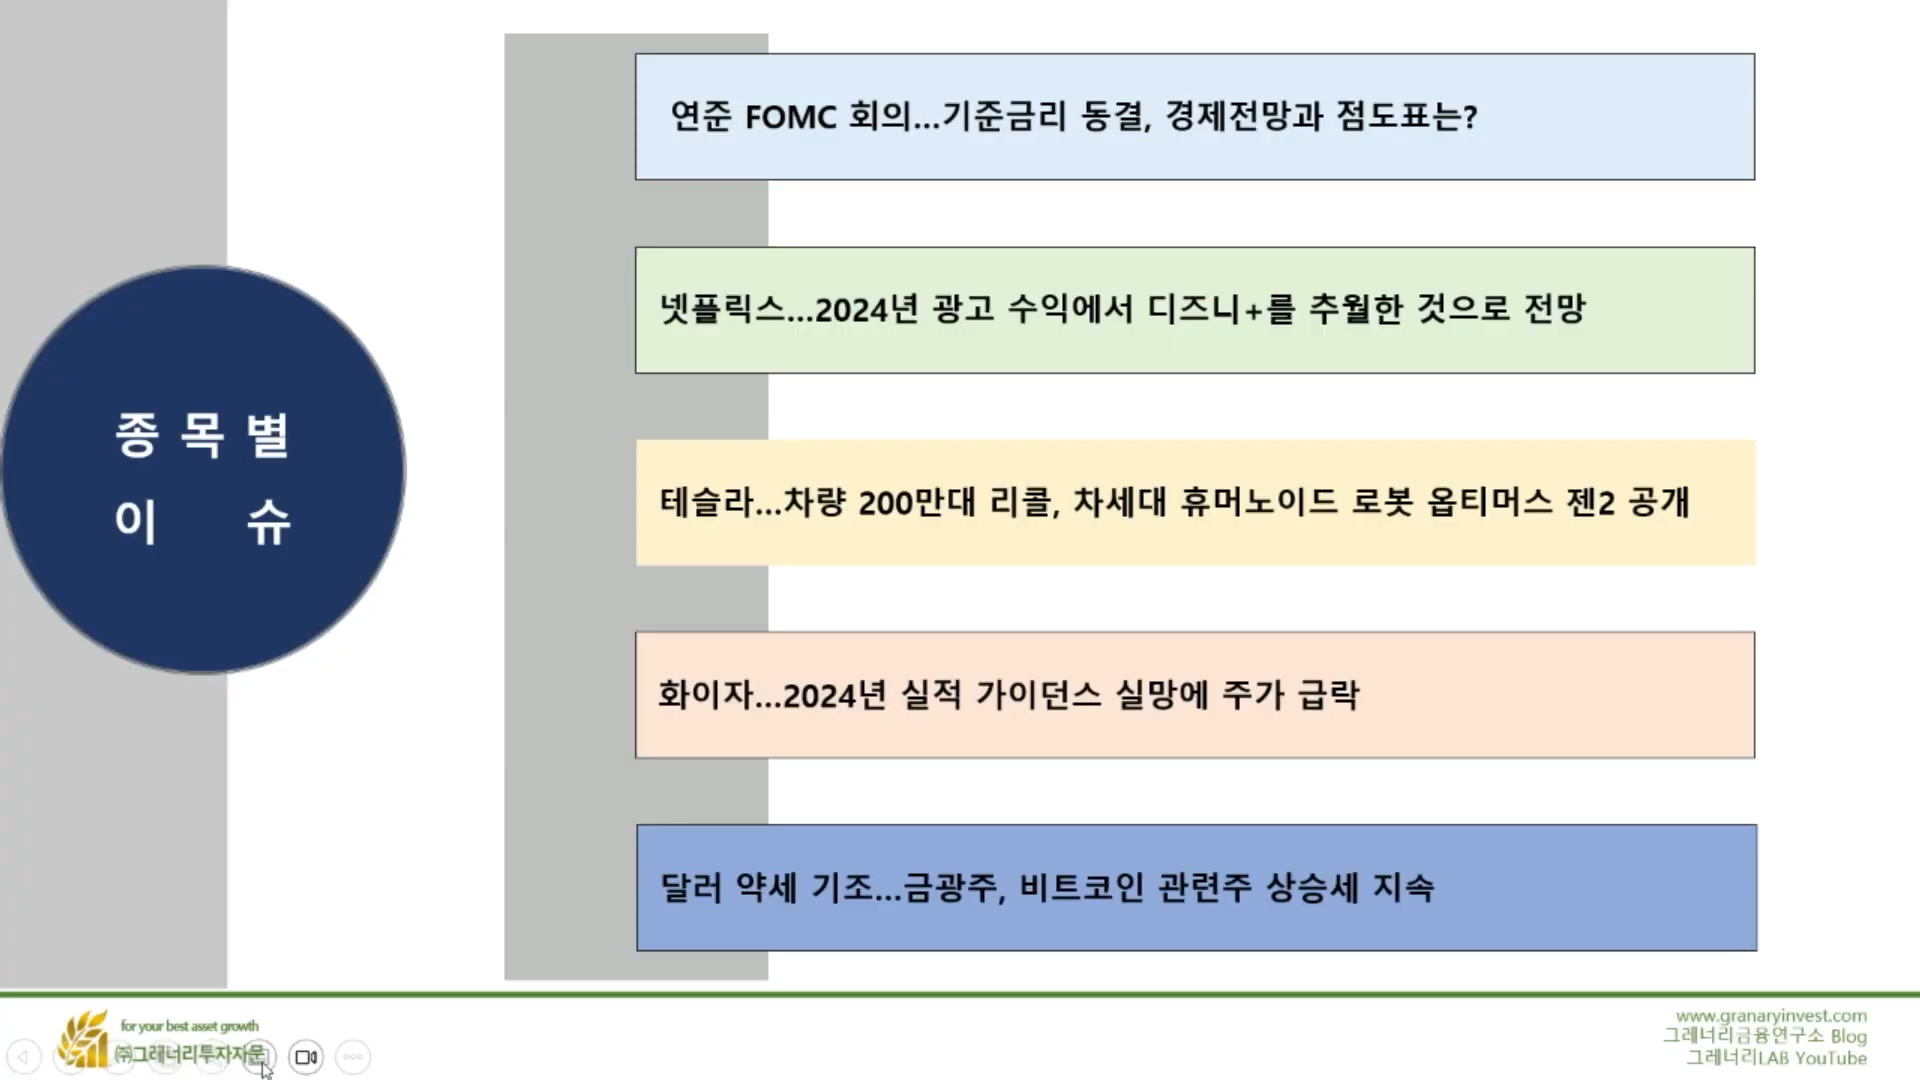 종목별
이 슈
연준 FOMC 회의...기준금리 동결, 경제전망과 점도표는?
넷플릭스...2024년 광고 수익에서 디즈니+를 추월한 것으로 전망
테슬라...차량 200만대 리콜, 차세대 휴머노이드 로봇 옵티머스 젠2 공개
화이자...2024년 실적 가이던스 실망에 주가 급락
달러 약세 기조...금광주, 비트코인 관련주 상승세 지속
for your best asset growth
㈜그레너리투자자문
www.granaryinvest.com
그레너리금융연구소 Blog
그레너리LAB YouTube